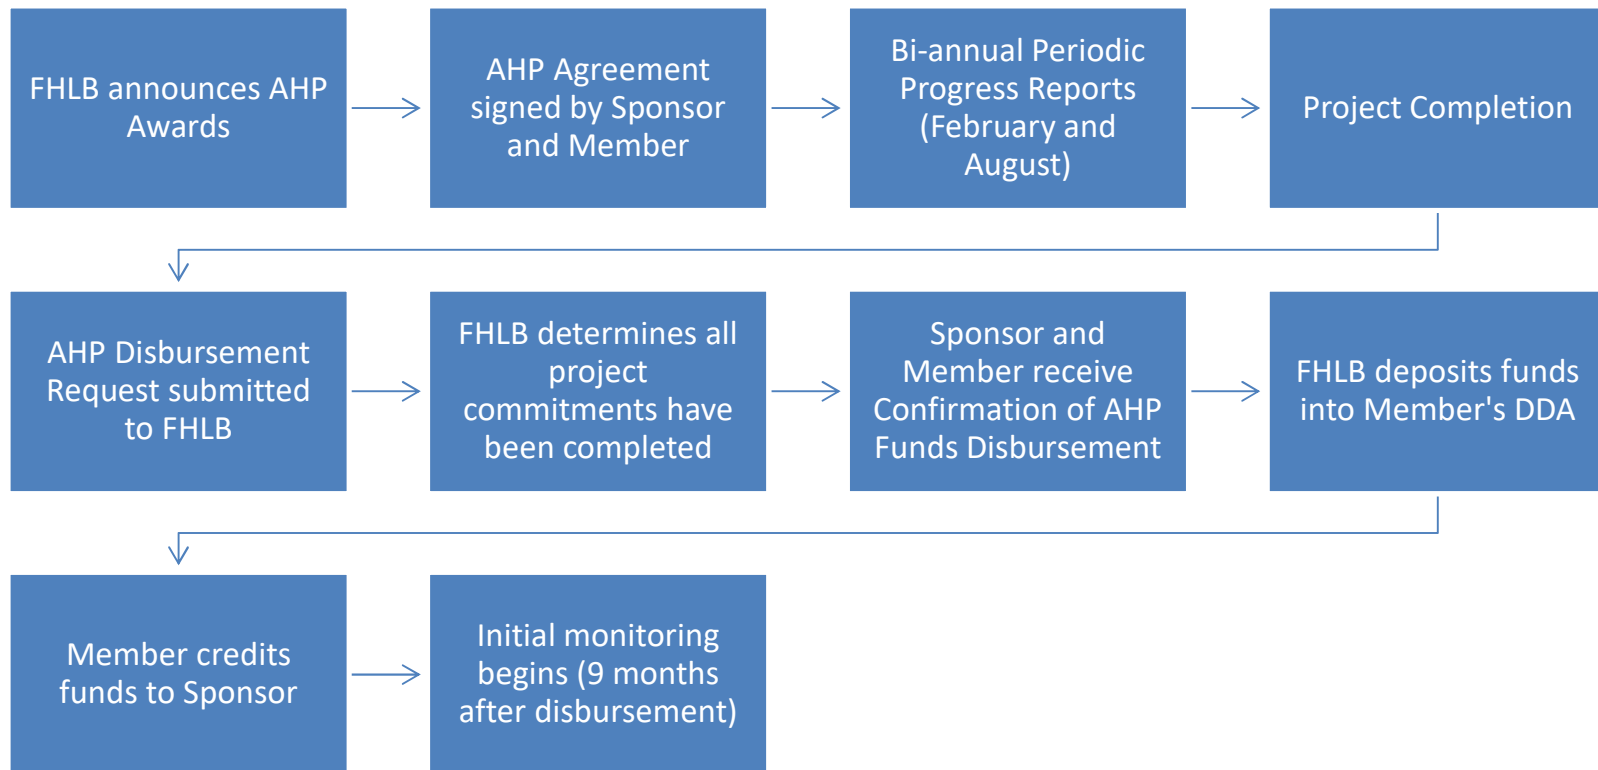 FHLB announces AHP
Awards
AHP Agreement
signed by Sponsor
and Member
Bi-annual Periodic
Progress Reports
(February and
August)
Project Completion
AHP Disbursement
Request submitted
to FHLB
FHLB determines all
project
commitments have
been completed
Sponsor and
Member receive
Confirmation of AHP
Funds Disbursement
FHLB deposits funds
into Member's DDA
Member credits
funds to Sponsor
Initial monitoring
begins (9 months
after disbursement)